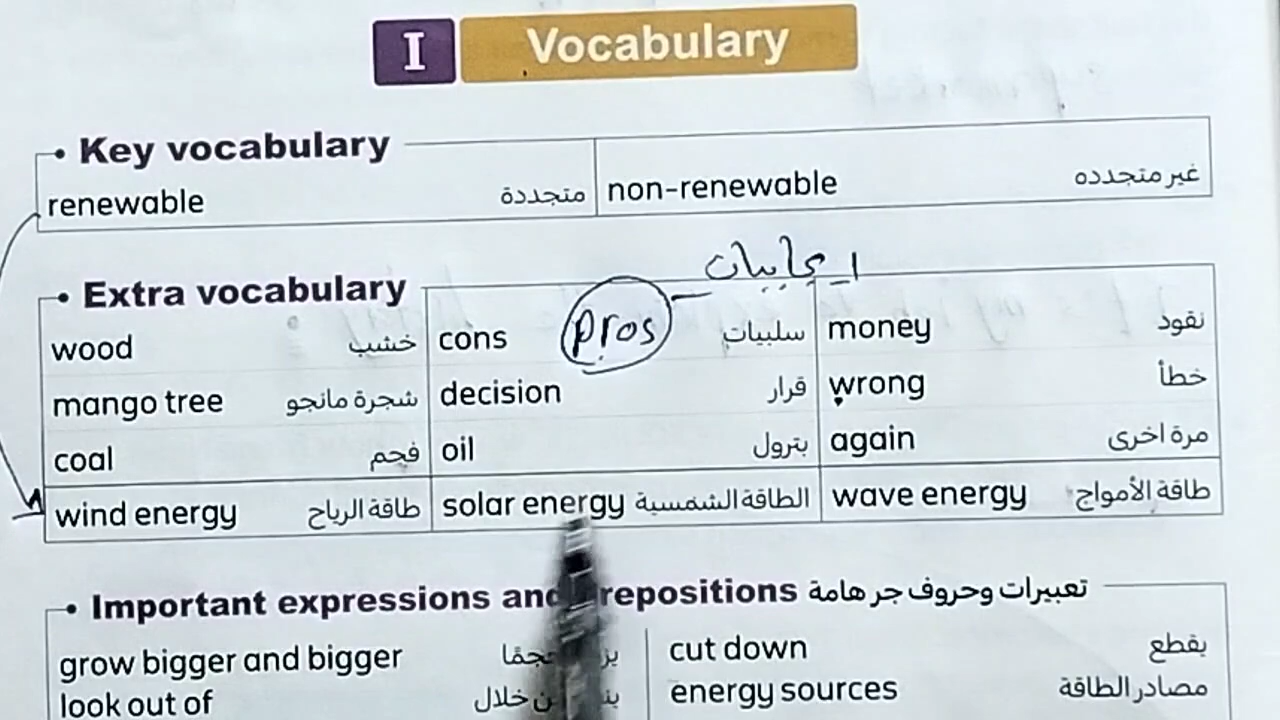 I Vocabulary
• Key vocabulary
renewable متجددة non-renewable غير متجدده
ايجابيات
• Extra vocabulary
wood خشب cons pros سلبيات money نقود
mango tree شجرة مانجو decision قرار wrong خطأ
coal فحم oil بترول again مرة اخرى
wind energy طاقة الرياح solar energy الطاقة الشمسية wave energy طاقة الأمواج
• Important expressions and prepositions تعبيرات وحروف جر هامة
grow bigger and bigger cut down يقطع
look out of خلال energy sources مصادر الطاقة